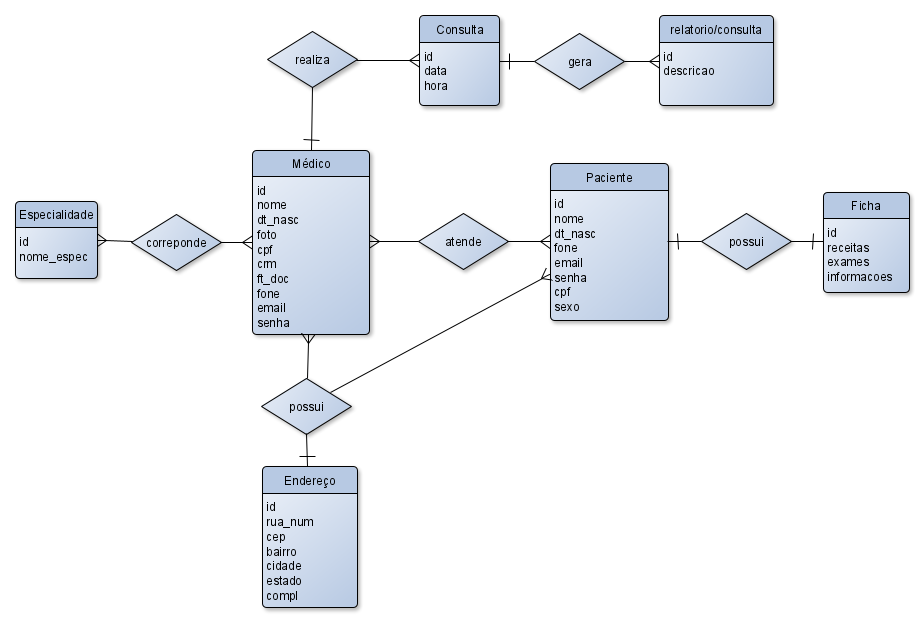 Consulta
id
data
hora
realiza
gera
relatorio/consulta
id
descricao
Médico
id
nome
dt_nasc
foto
cpf
crm
ft_doc
fone
email
senha
Especialidade
id
nome_espec
correponde
atende
Paciente
id
nome
dt_nasc
fone
email
senha
cpf
sexo
possui
Ficha
id
receitas
exames
informacoes
possui
Endereço
id
rua_num
cep
bairro
cidade
estado
compl